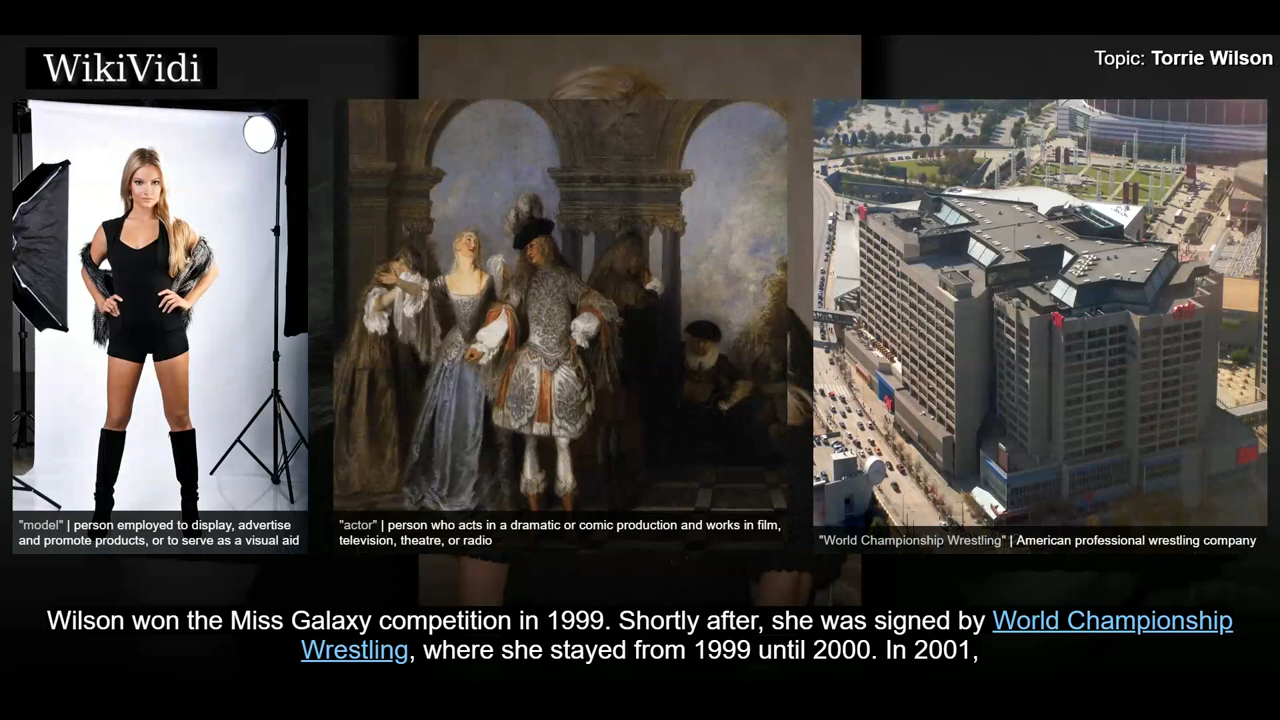 WikiVidi
Topic: Torrie Wilson
"model" | person employed to display, advertise
and promote products, or to serve as a visual aid
"actor" | person who acts in a dramatic or comic production and works in film,
television, theatre, or radio
"World Championship Wrestling" | American professional wrestling company
Wilson won the Miss Galaxy competition in 1999. Shortly after, she was signed by World Championship
Wrestling, where she stayed from 1999 until 2000. In 2001,